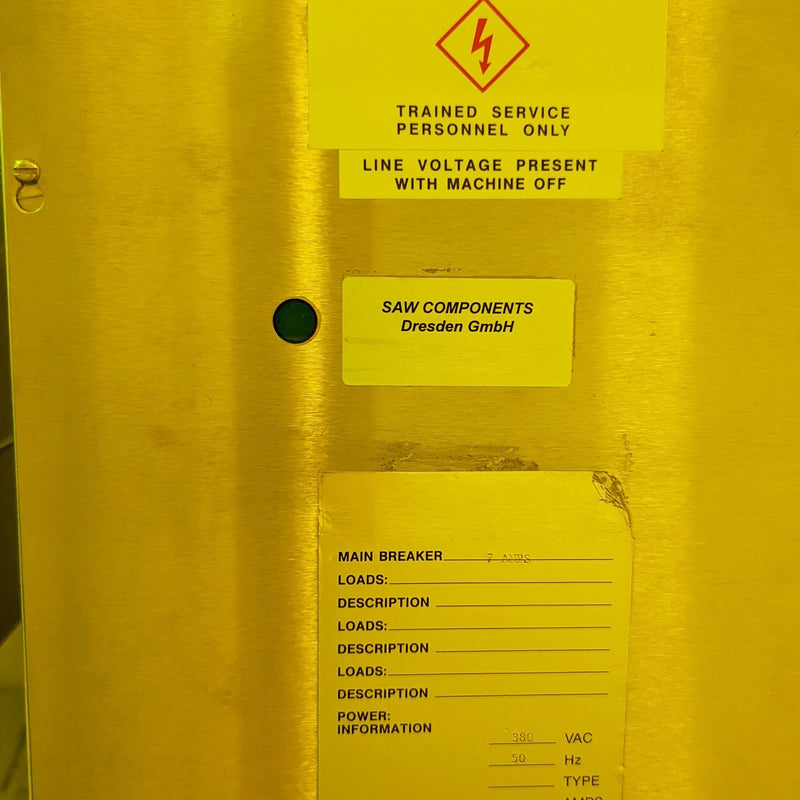 TRAINED SERVICE
PERSONNEL ONLY
LINE VOLTAGE PRESENT
WITH MACHINE OFF
SAW COMPONENTS
Dresden GmbH
MAIN BREAKER 7 AMPS
LOADS:
DESCRIPTION
LOADS:
DESCRIPTION
LOADS:
DESCRIPTION
POWER:
INFORMATION
380 VAC
50 Hz
TYPE
AMPS